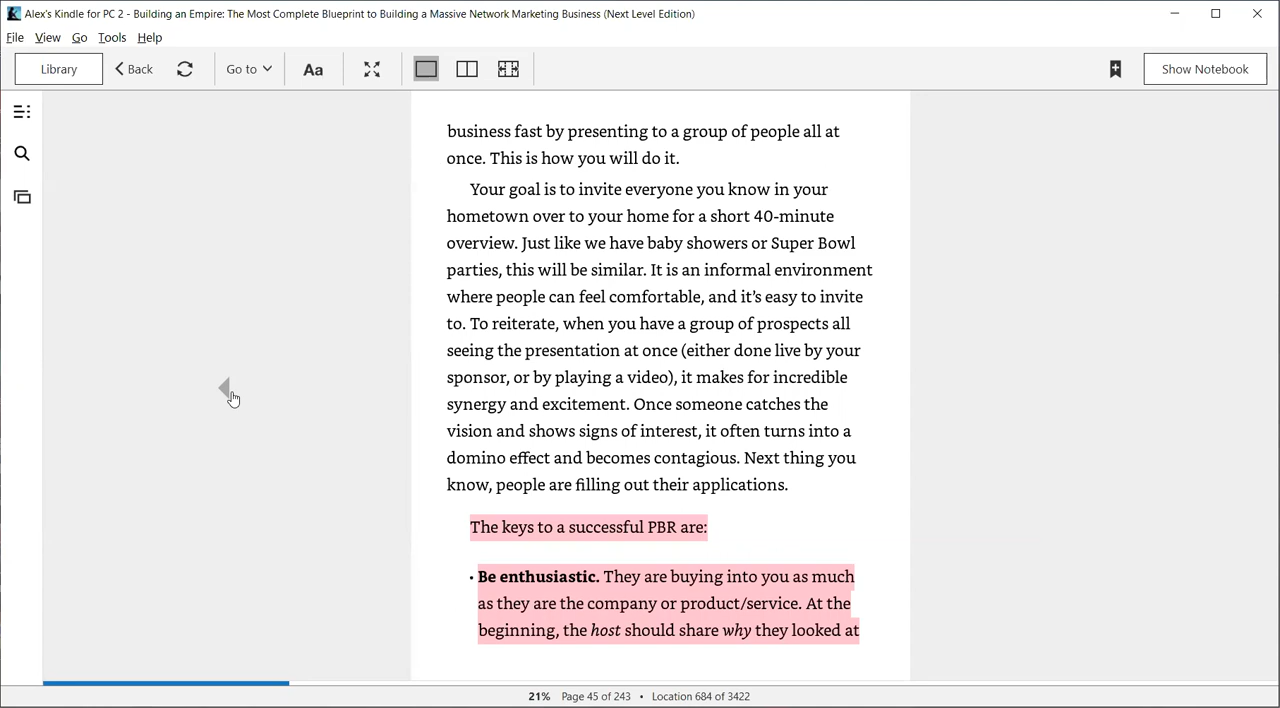 Alex's Kindle for PC 2 - Building an Empire: The Most Complete Blueprint to Building a Massive Network Marketing Business (Next Level Edition)
File View Go Tools Help
Library Back Go to Aa Show Notebook
business fast by presenting to a group of people all at
once. This is how you will do it.
Your goal is to invite everyone you know in your
hometown over to your home for a short 40-minute
overview. Just like we have baby showers or Super Bowl
parties, this will be similar. It is an informal environment
where people can feel comfortable, and it’s easy to invite
to. To reiterate, when you have a group of prospects all
seeing the presentation at once (either done live by your
sponsor, or by playing a video), it makes for incredible
synergy and excitement. Once someone catches the
vision and shows signs of interest, it often turns into a
domino effect and becomes contagious. Next thing you
know, people are filling out their applications.
The keys to a successful PBR are:
• Be enthusiastic. They are buying into you as much
as they are the company or product/service. At the
beginning, the host should share why they looked at
21% Page 45 of 243 • Location 684 of 3422